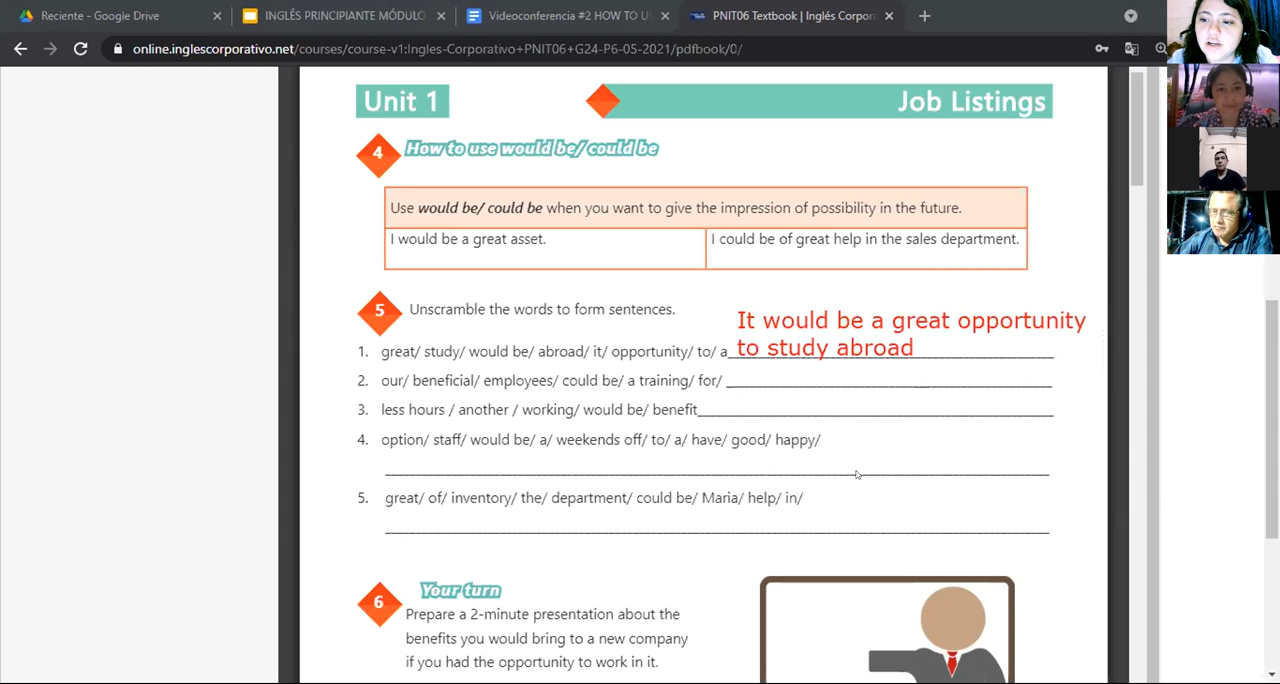 Reciente - Google Drive
INGLÉS PRINCIPIANTE MÓDULO
Videoconferencia #2 HOW TO U
PNIT06 Textbook | Inglés Corpora
online.inglescorporativo.net/courses/course-v1:Ingles-Corporativo+PNIT06+G24-P6-05-2021/pdfbook/0/
Unit 1
Job Listings
4 How to use would be/ could be
Use would be/ could be when you want to give the impression of possibility in the future.
I would be a great asset.
I could be of great help in the sales department.
5 Unscramble the words to form sentences.
It would be a great opportunity
to study abroad
1. great/ study/ would be/ abroad/ it/ opportunity/ to/ a
2. our/ beneficial/ employees/ could be/ a training/ for/
3. less hours / another / working/ would be/ benefit
4. option/ staff/ would be/ a/ weekends off/ to/ a/ have/ good/ happy/
5. great/ of/ inventory/ the/ department/ could be/ Maria/ help/ in/
6 Your turn
Prepare a 2-minute presentation about the
benefits you would bring to a new company
if you had the opportunity to work in it.